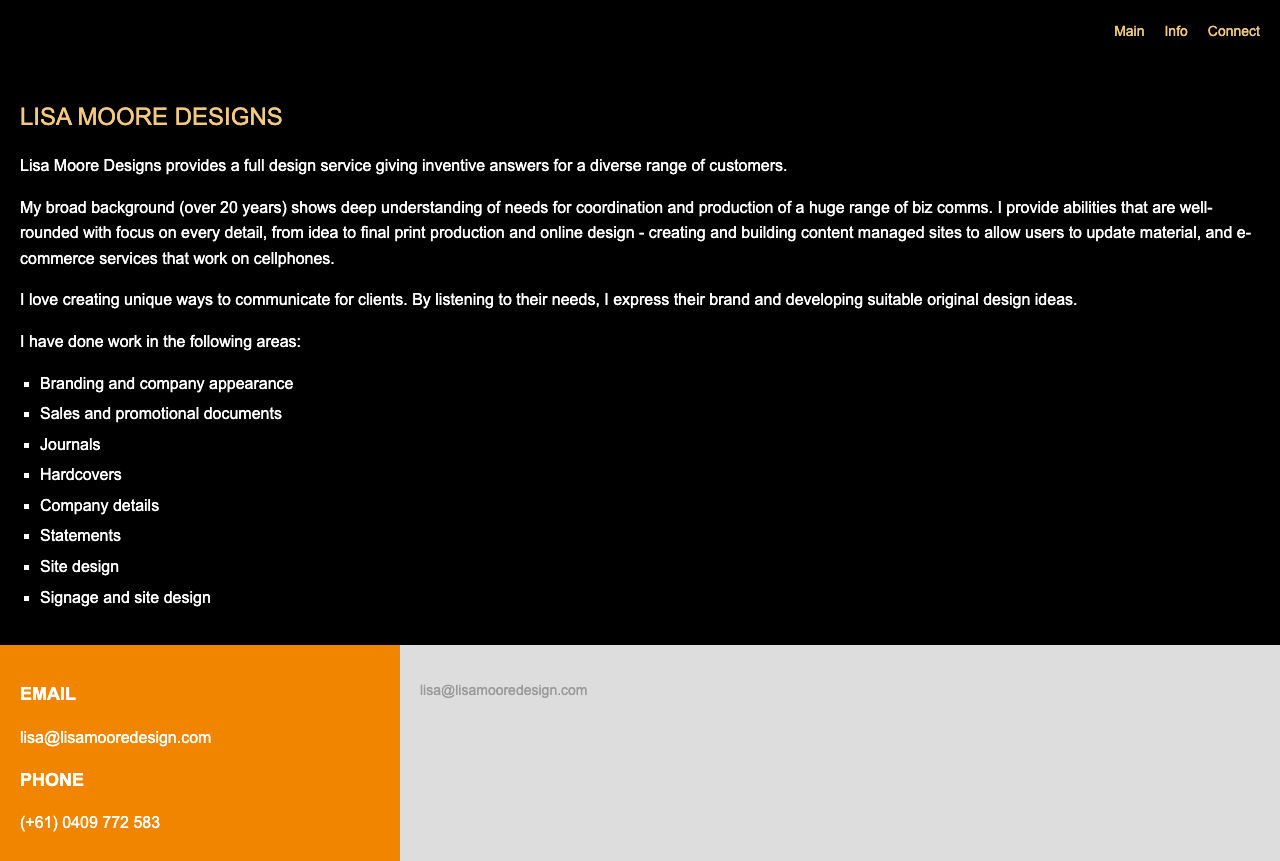 Main Info Connect
LISA MOORE DESIGNS
Lisa Moore Designs provides a full design service giving inventive answers for a diverse range of customers.
My broad background (over 20 years) shows deep understanding of needs for coordination and production of a huge range of biz comms. I provide abilities that are well-
rounded with focus on every detail, from idea to final print production and online design - creating and building content managed sites to allow users to update material, and e-
commerce services that work on cellphones.
I love creating unique ways to communicate for clients. By listening to their needs, I express their brand and developing suitable original design ideas.
I have done work in the following areas:
Branding and company appearance
Sales and promotional documents
Journals
Hardcovers
Company details
Statements
Site design
Signage and site design
EMAIL
lisa@lisamooredesign.com
PHONE
(+61) 0409 772 583
lisa@lisamooredesign.com